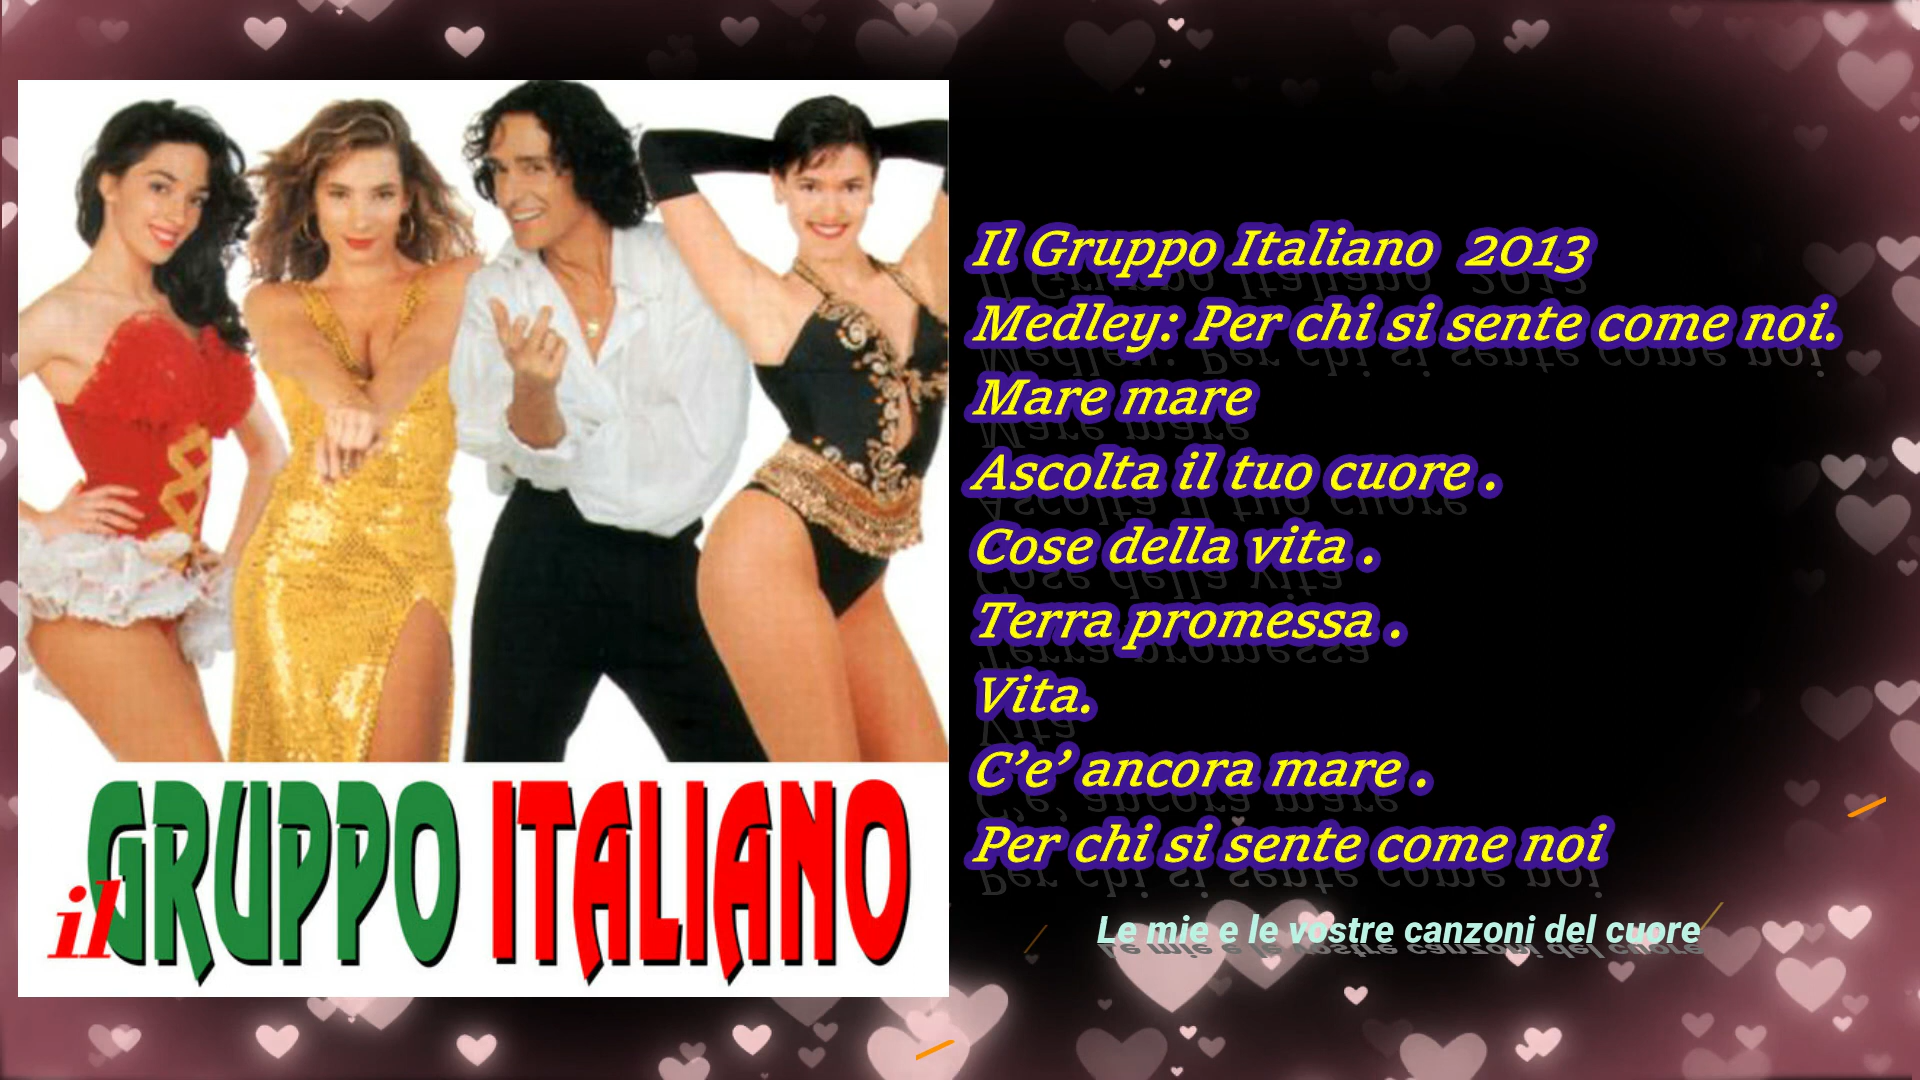 il GRUPPO ITALIANO
Il Gruppo Italiano 2013
Medley: Per chi si sente come noi.
Mare mare
Ascolta il tuo cuore .
Cose della vita .
Terra promessa .
Vita.
C’e’ ancora mare .
Per chi si sente come noi
Le mie e le vostre canzoni del cuore